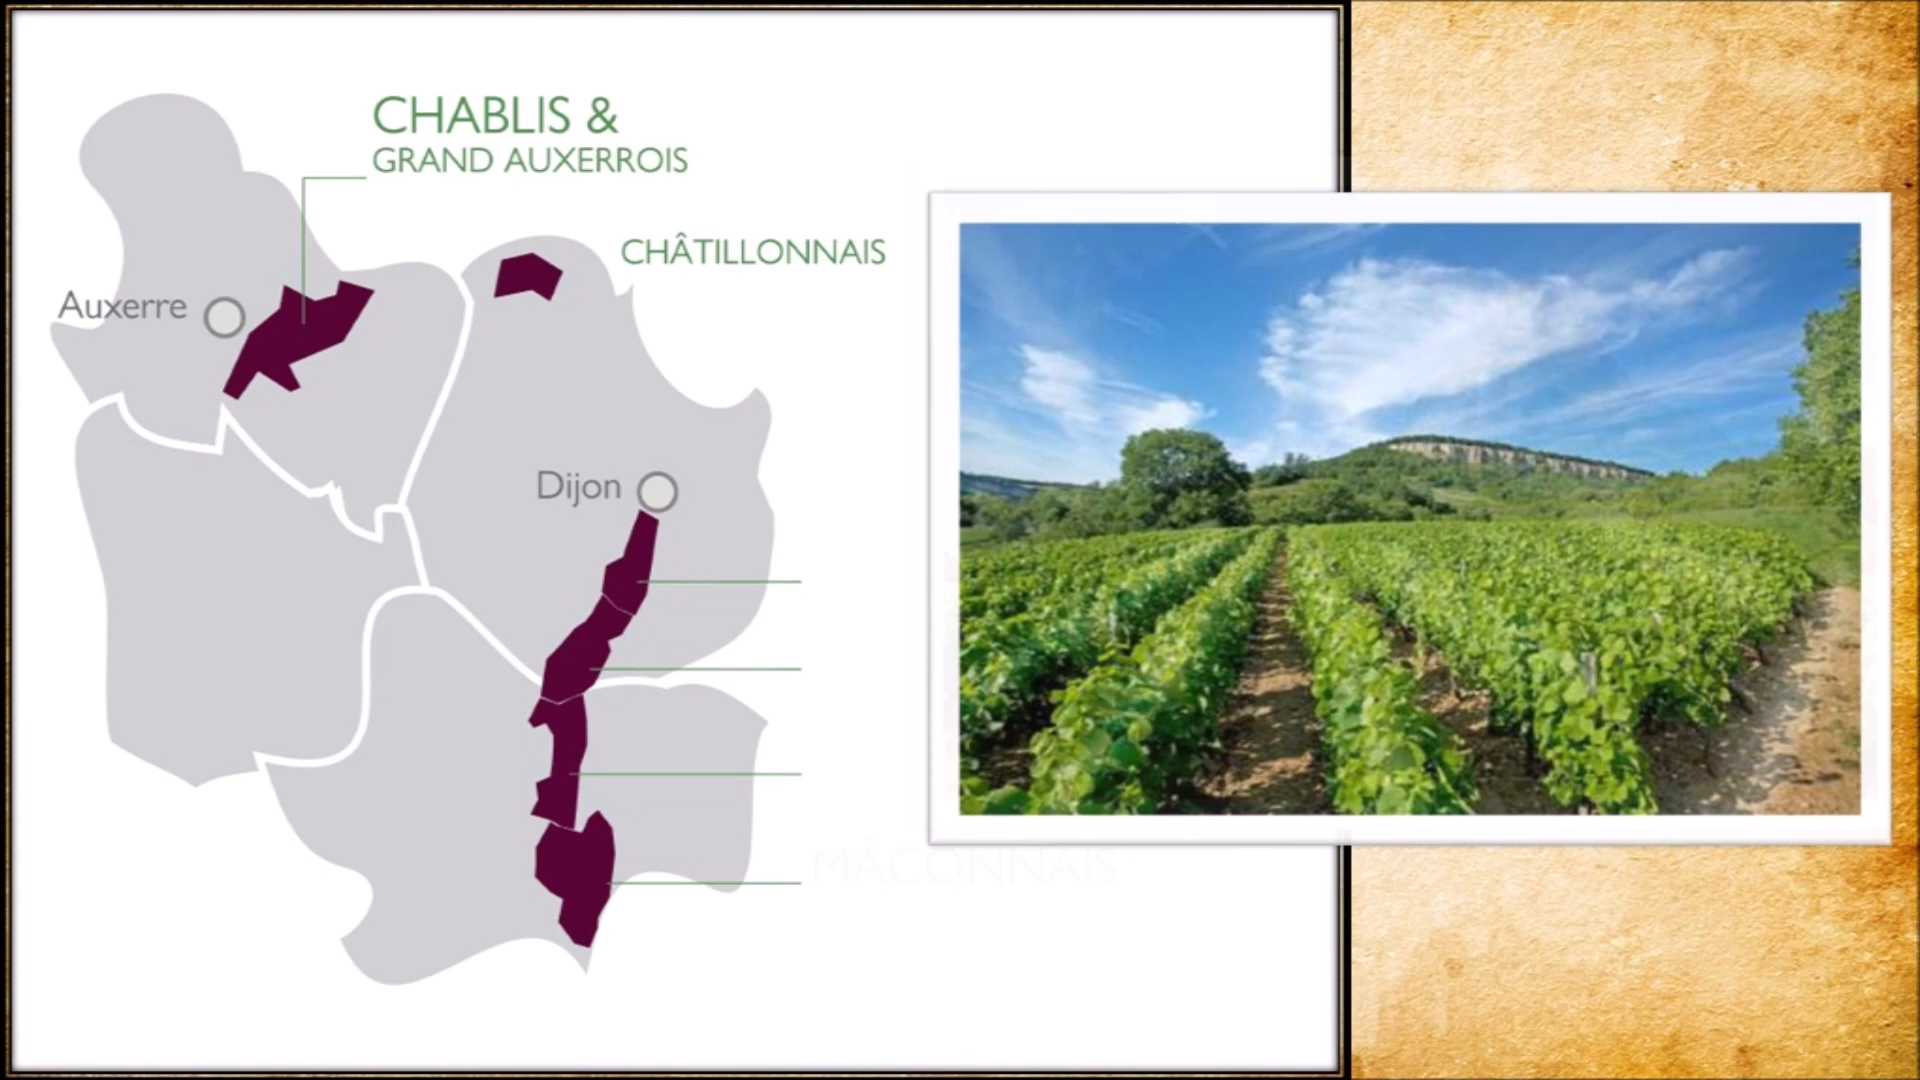 CHABLIS &
GRAND AUXERROIS
CHÂTILLONNAIS
Auxerre
Dijon
MÂCONNAIS